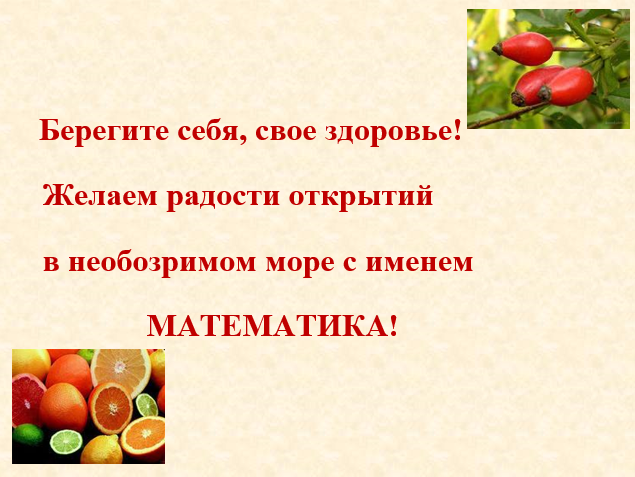 Берегите себя, свое здоровье!
Желаем радости открытий
в необозримом море с именем
МАТЕМАТИКА!